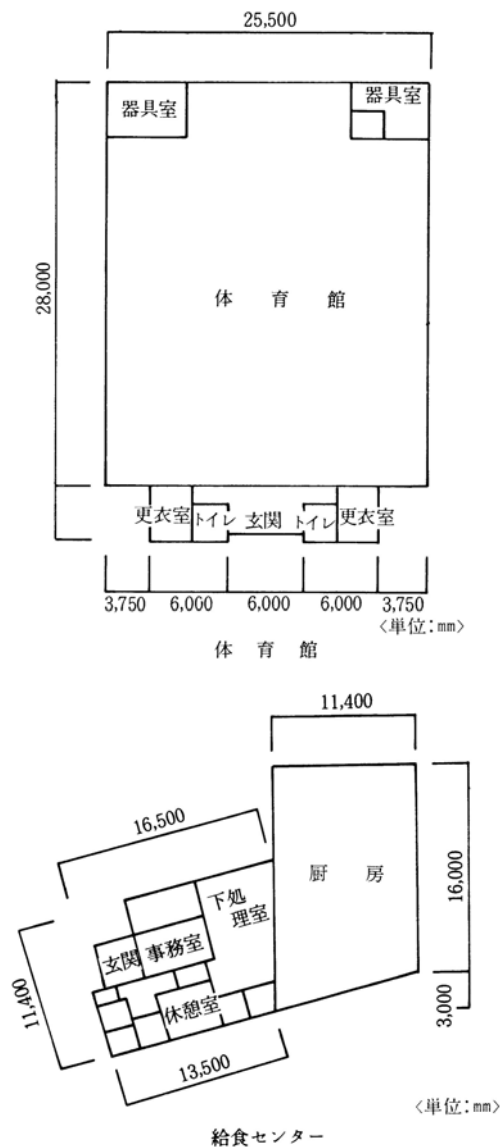 25,500
器具室
器具室
28,000
体育館
更衣室 トイレ 玄関 トイレ 更衣室
3,750 6,000 6,000 6,000 3,750
〈単位:mm〉
体育館
11,400
16,500
下処
理室
厨房
16,000
玄関 事務室
11,400
休憩室
3,000
13,500
〈単位:mm〉
給食センター